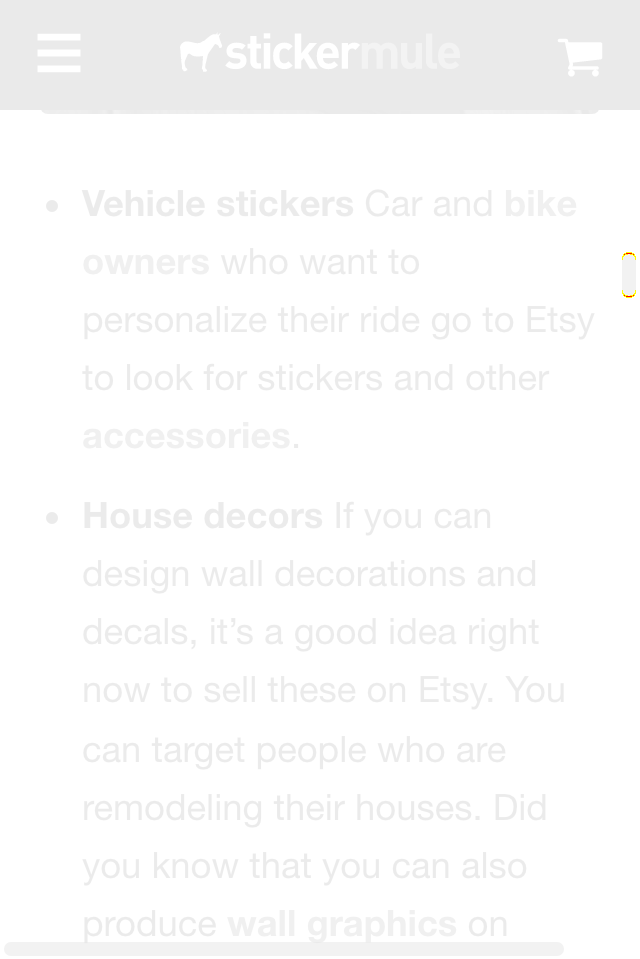 stickermule
Vehicle stickers Car and bike
owners who want to
personalize their ride go to Etsy
to look for stickers and other
accessories.
House decors If you can
design wall decorations and
decals, it’s a good idea right
now to sell these on Etsy. You
can target people who are
remodeling their houses. Did
you know that you can also
produce wall graphics on